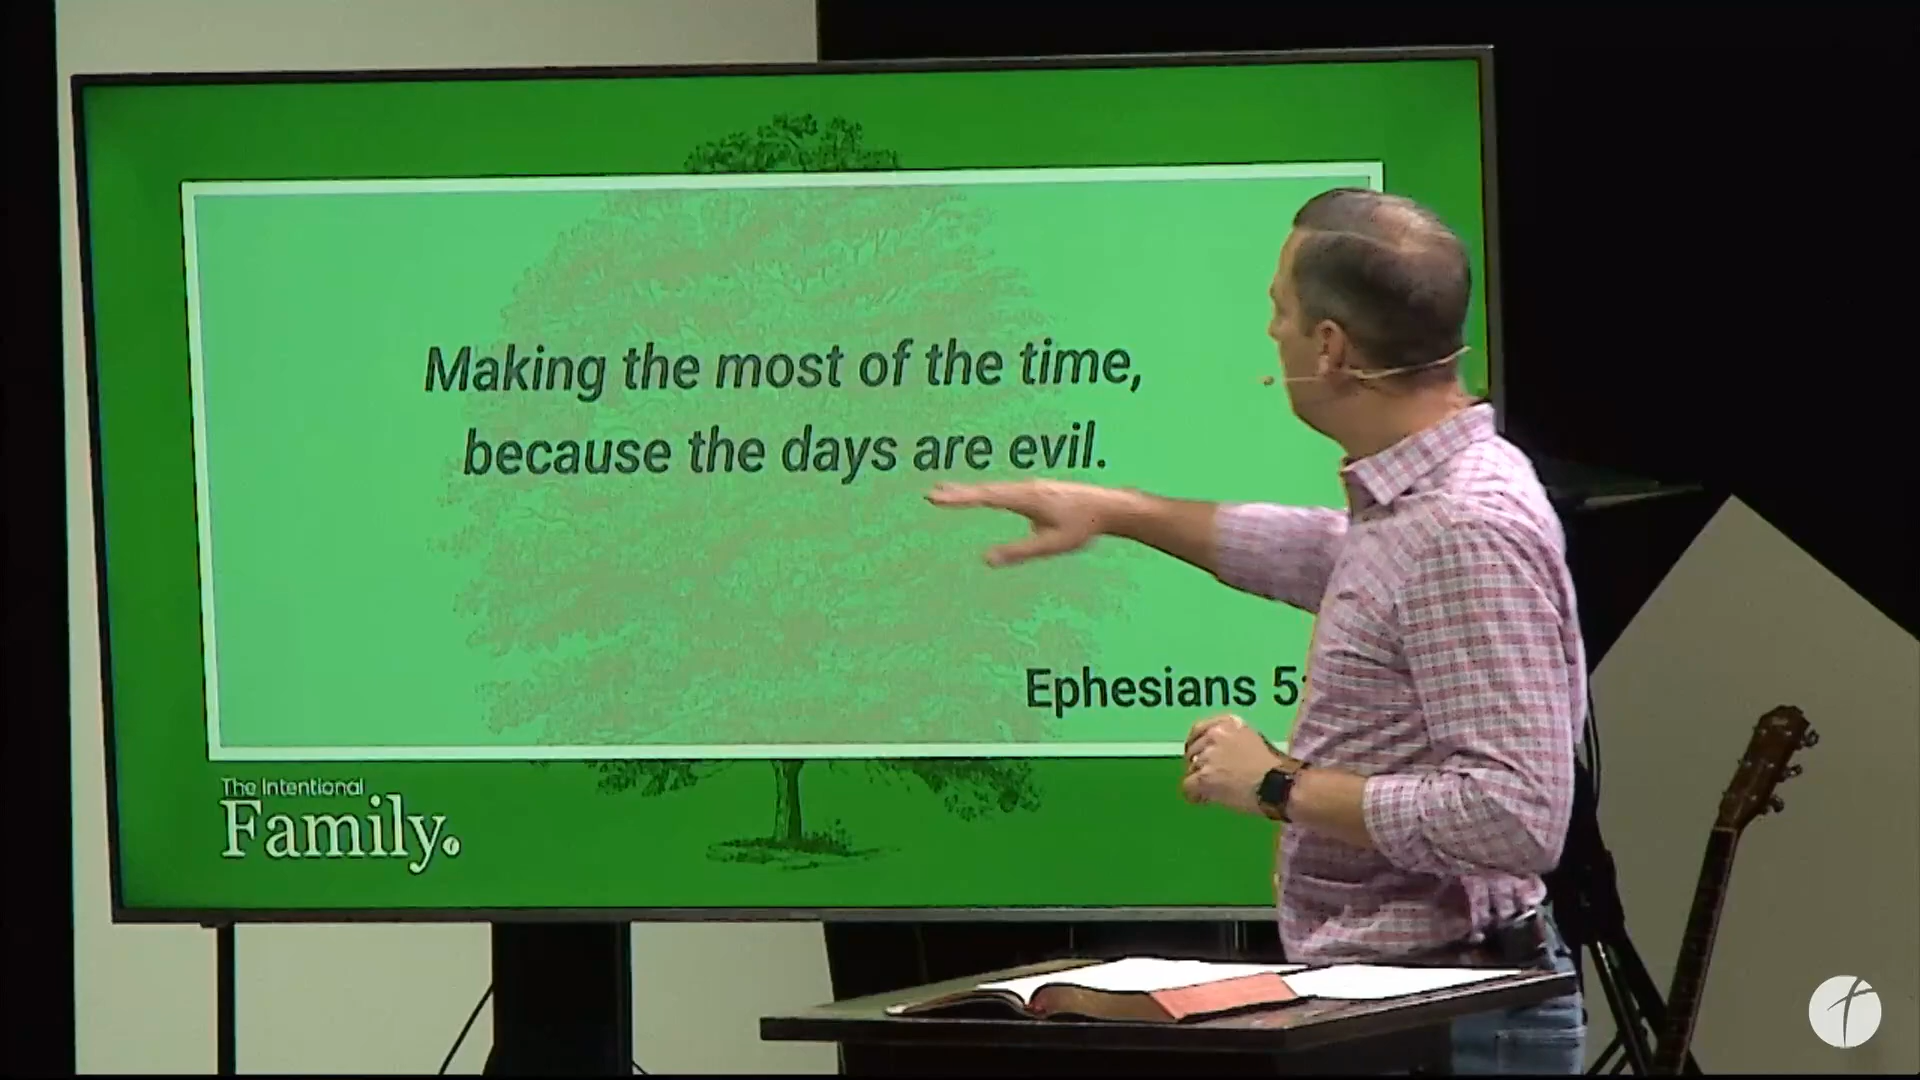 Making the most of the time,
because the days are evil.
Ephesians 5:
The Intentional
Family.